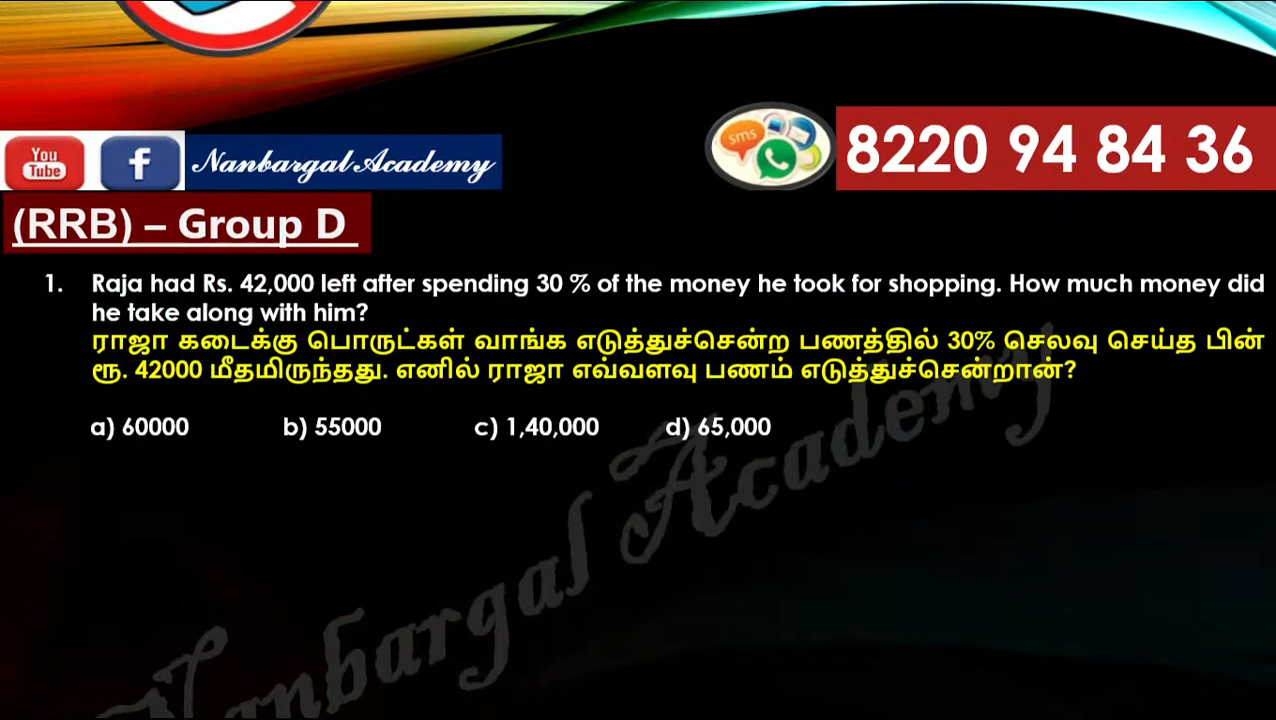 You
Tube
f
Nanbargal Academy
sms
8220 94 84 36
(RRB) – Group D
1. Raja had Rs. 42,000 left after spending 30 % of the money he took for shopping. How much money did
he take along with him?
ராஜா கடைக்கு பொருட்கள் வாங்க எடுத்துச்சென்ற பணத்தில் 30% செலவு செய்த பின்
ரூ. 42000 மீதமிருந்தது. எனில் ராஜா எவ்வளவு பணம் எடுத்துச்சென்றான்?
a) 60000 b) 55000 c) 1,40,000 d) 65,000
Nanbargal Academy